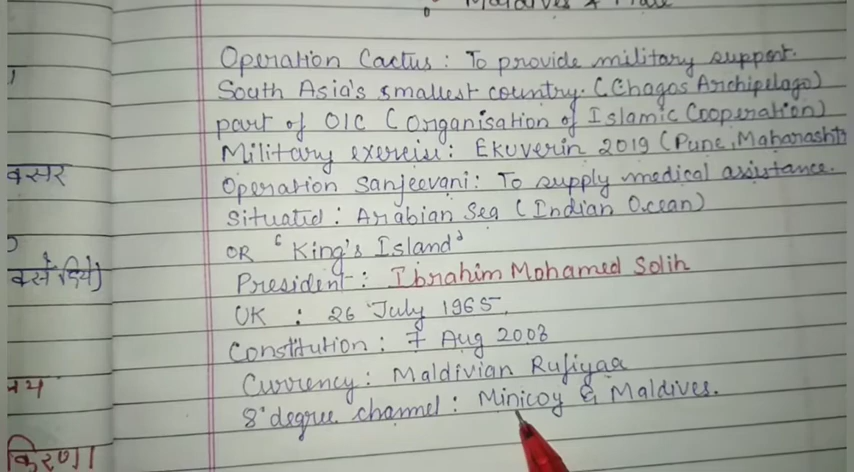 Maldives
Operation Cactus : To provide military support.
South Asia's smallest country. (Chagos Archipelago)
part of OIC (Organisation of Islamic Cooperation)
Military exercise : EKUVERIN 2019 (Pune, Maharasht
Operation Sanjeevani : To supply medical assistance.
Situated : Arabian Sea (Indian Ocean)
OR 'King's Island'
President : Ibrahim Mohamed Solih
UK : 26 July 1965.
Constitution : 7 Aug 2008
Currency : Maldivian Rufiyaa
8° degree channel : Minicoy & Maldives.